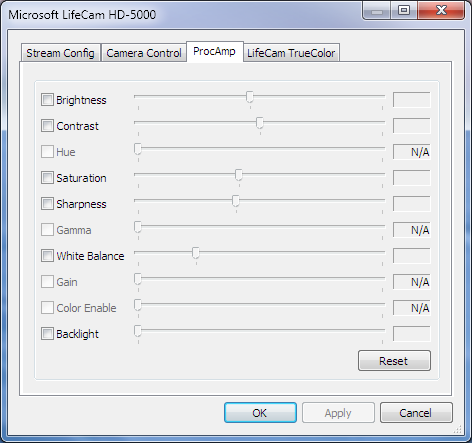 Microsoft LifeCam HD-5000
Stream Config Camera Control ProcAmp LifeCam TrueColor
Brightness
Contrast
Hue N/A
Saturation
Sharpness
Gamma N/A
White Balance
Gain N/A
Color Enable N/A
Backlight
Reset
OK Apply Cancel